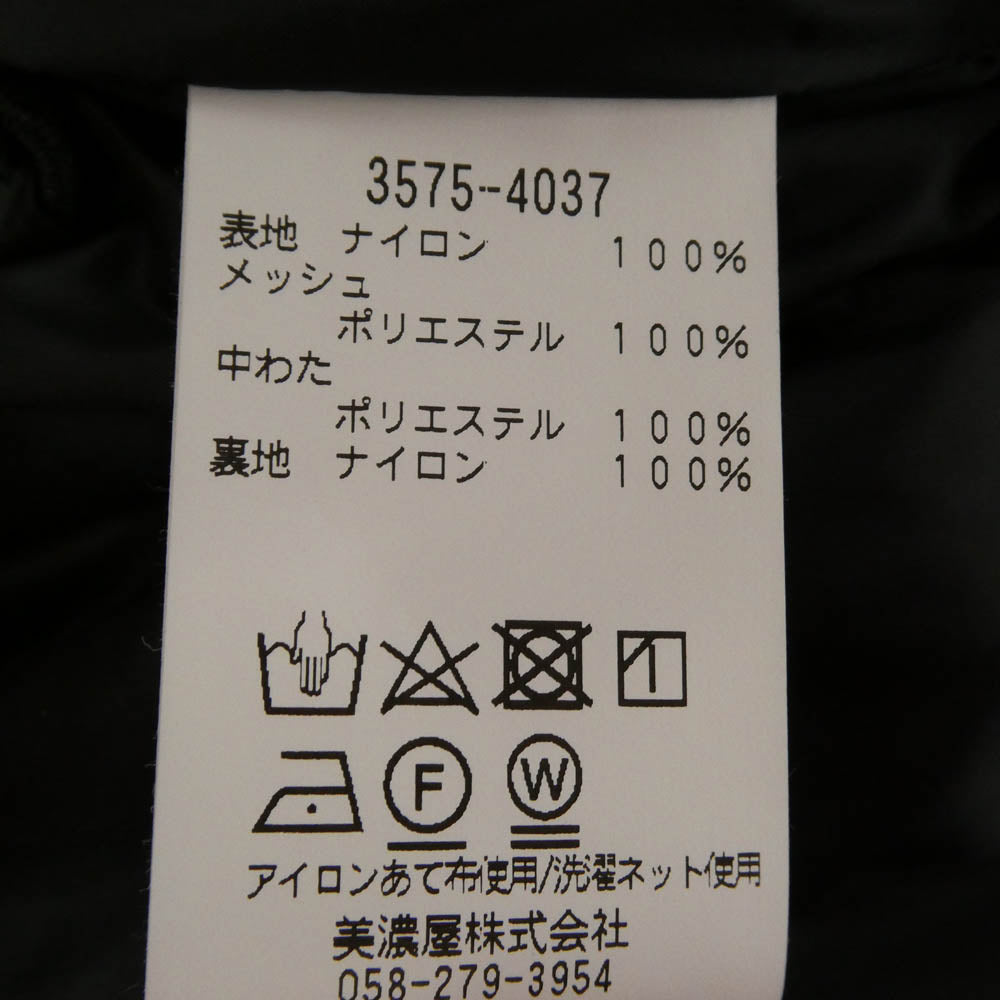 3575-4037
表地 ナイロン 100%
メッシュ
ポリエステル 100%
中わた
ポリエステル 100%
裏地 ナイロン 100%
F W
アイロンあて布使用/洗濯ネット使用
美濃屋株式会社
058-279-3954